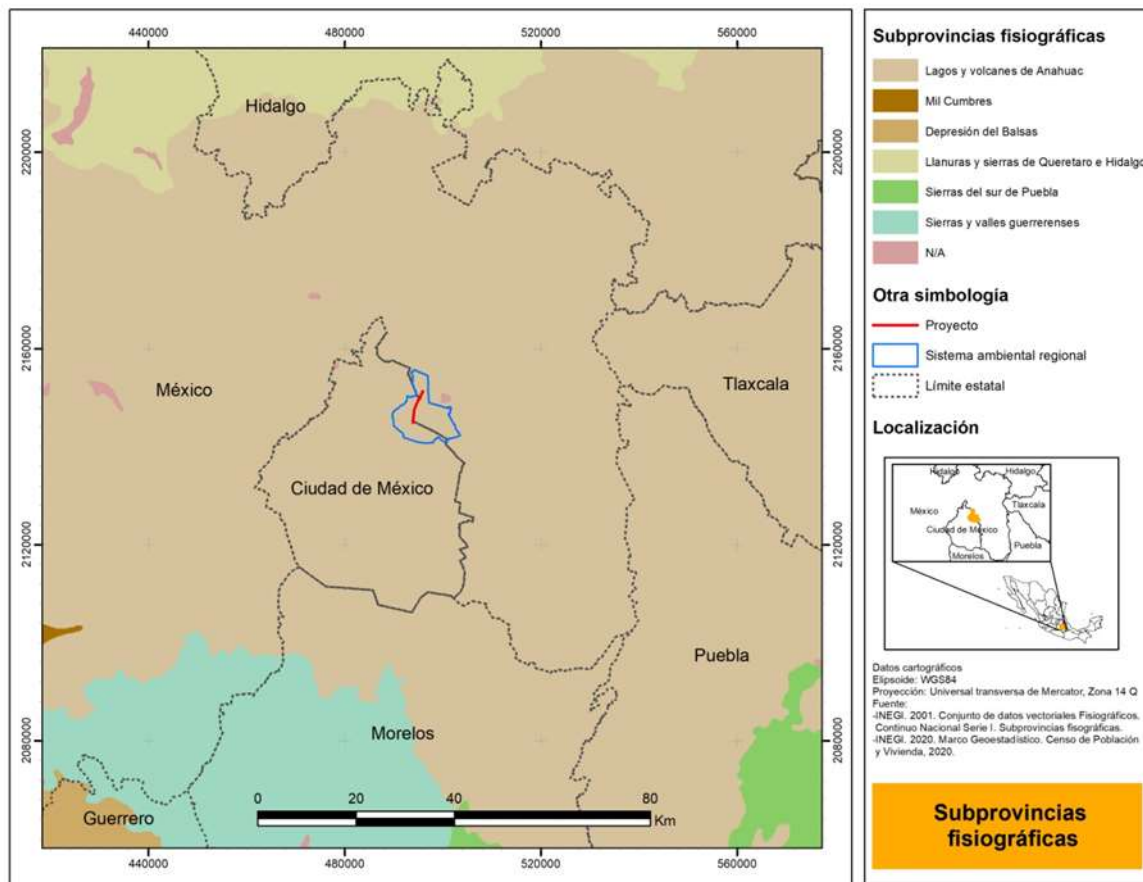 440000
480000
520000
560000
2200000
2160000
2120000
2080000
2200000
2160000
2120000
2080000
Hidalgo
México
Tlaxcala
Ciudad de México
Puebla
Morelos
Guerrero
0
20
40
80
Km
440000
480000
520000
560000
Subprovincias fisiográficas
Lagos y volcanes de Anahuac
Mil Cumbres
Depresión del Balsas
Llanuras y sierras de Queretaro e Hidalgo
Sierras del sur de Puebla
Sierras y valles guerrerenses
N/A
Otra simbología
Proyecto
Sistema ambiental regional
Límite estatal
Localización
Hidalgo
Hidalgo
México
Tlaxcala
Ciudad de México
Puebla
Morelos
Datos cartográficos
Elipsoide: WGS84
Proyección: Universal transversa de Mercator, Zona 14 Q
Fuente:
-INEGI. 2001. Conjunto de datos vectoriales Fisiográficos.
Continuo Nacional Serie I. Subprovincias fisográficas.
-INEGI. 2020. Marco Geoestadístico. Censo de Población
y Vivienda, 2020.
Subprovincias
fisiográficas